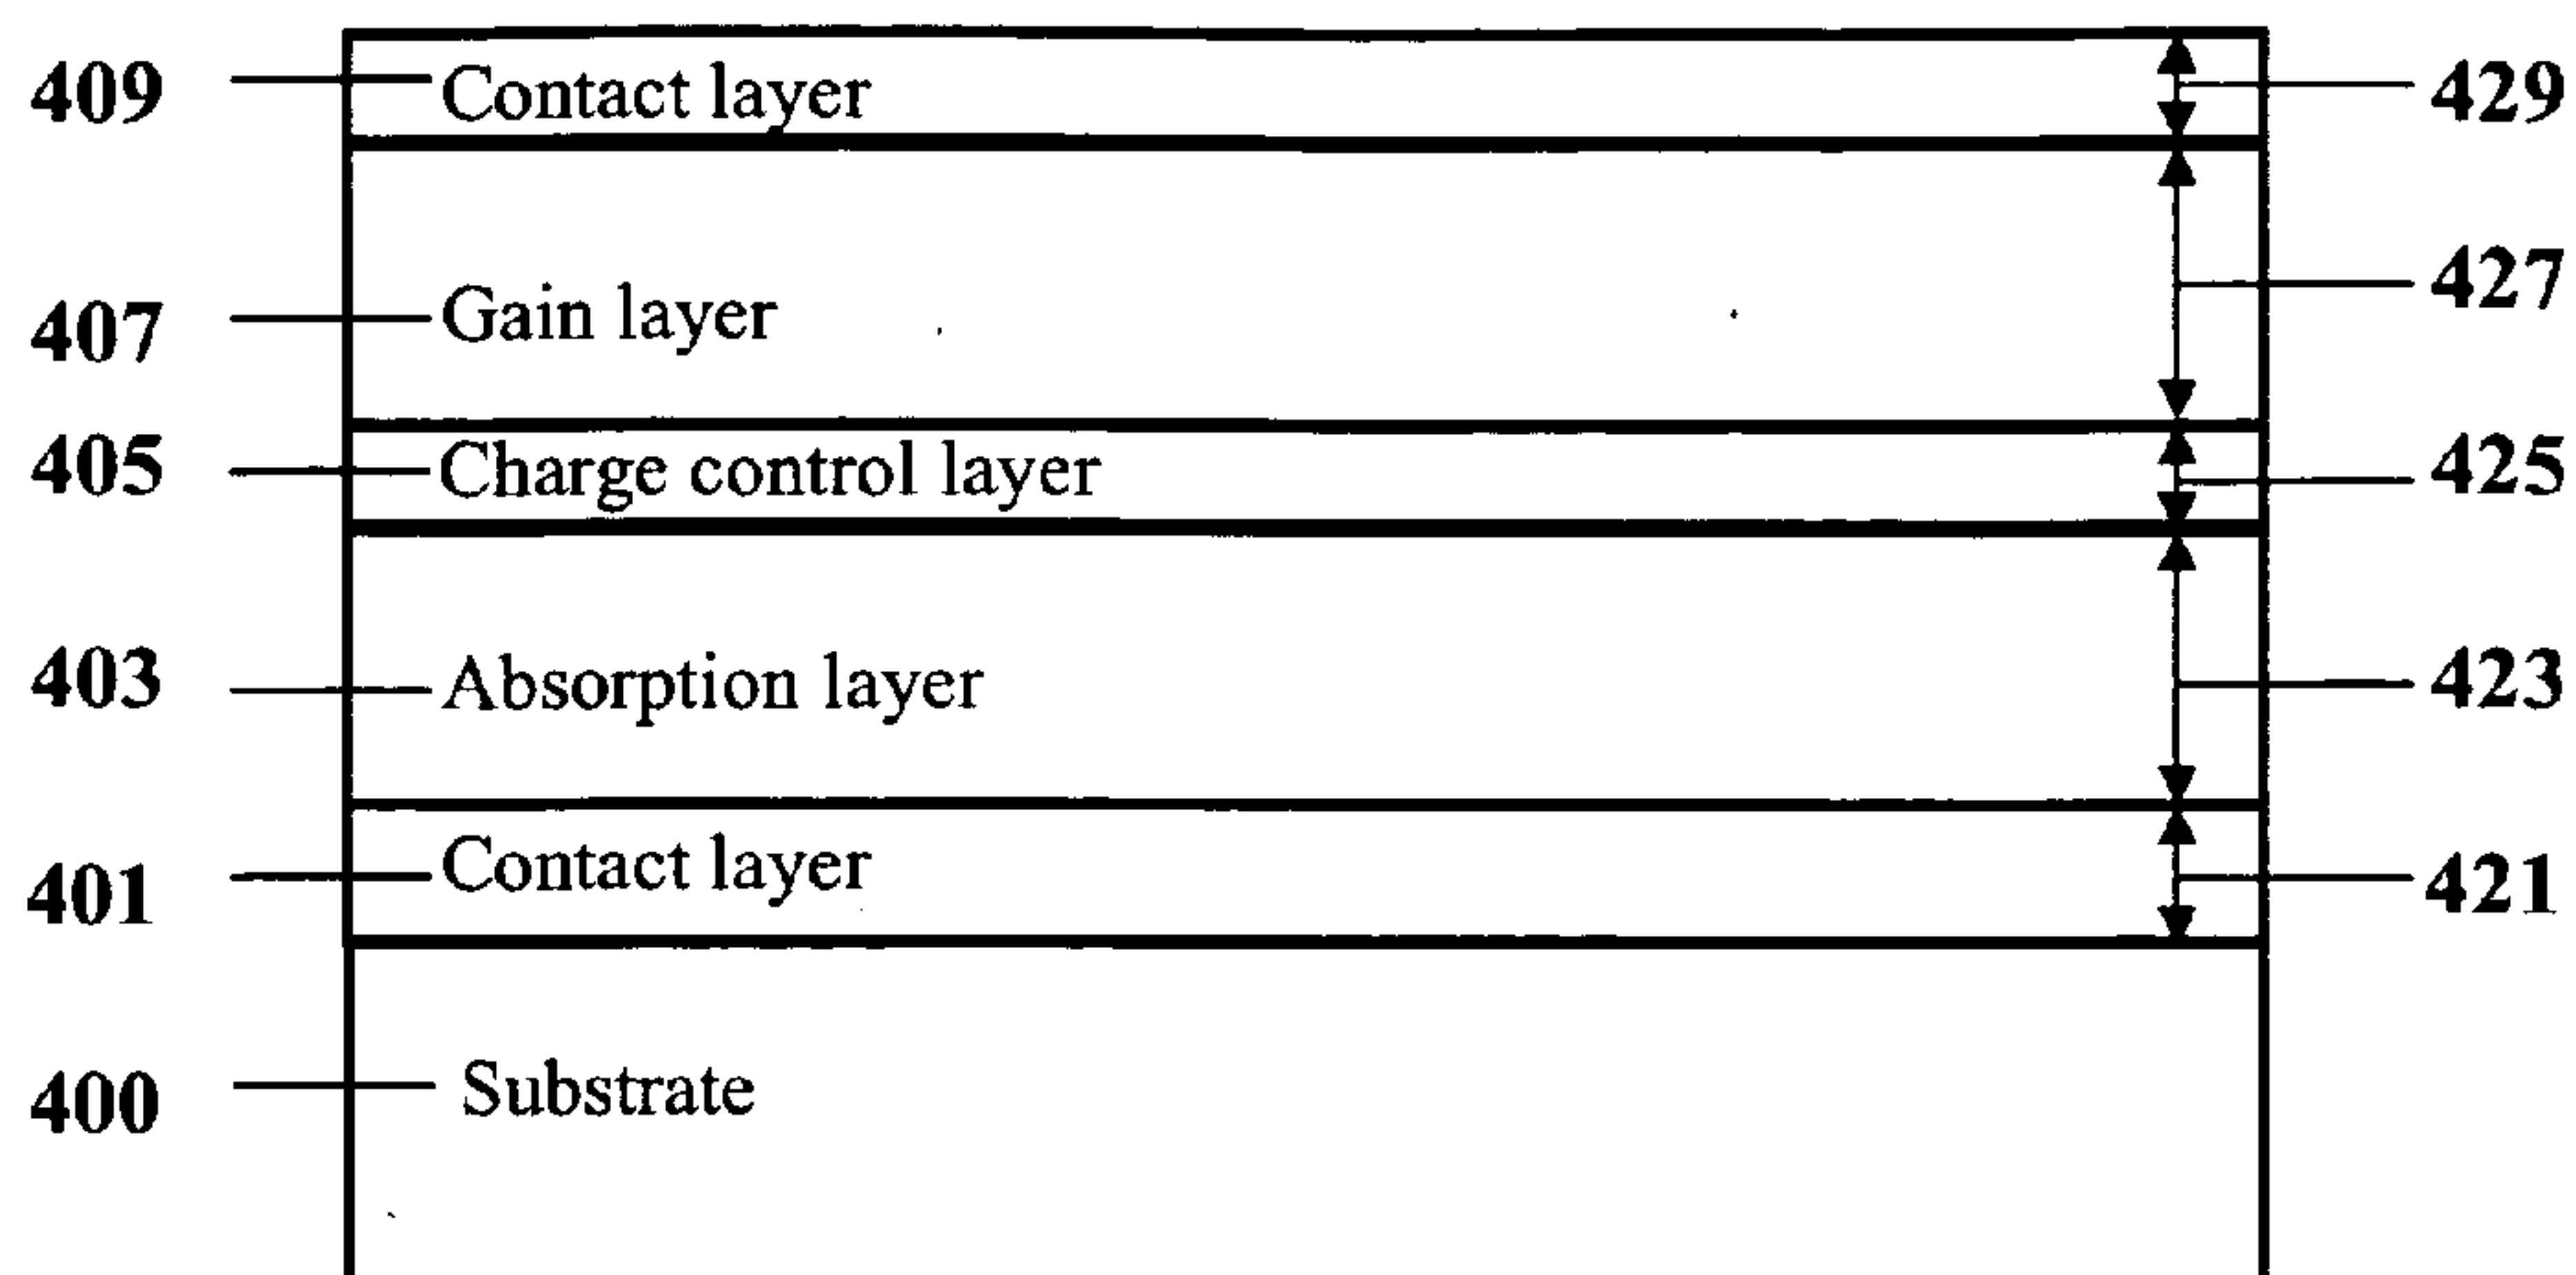 409 Contact layer 429
407 Gain layer 427
405 Charge control layer 425
403 Absorption layer 423
401 Contact layer 421
400 Substrate